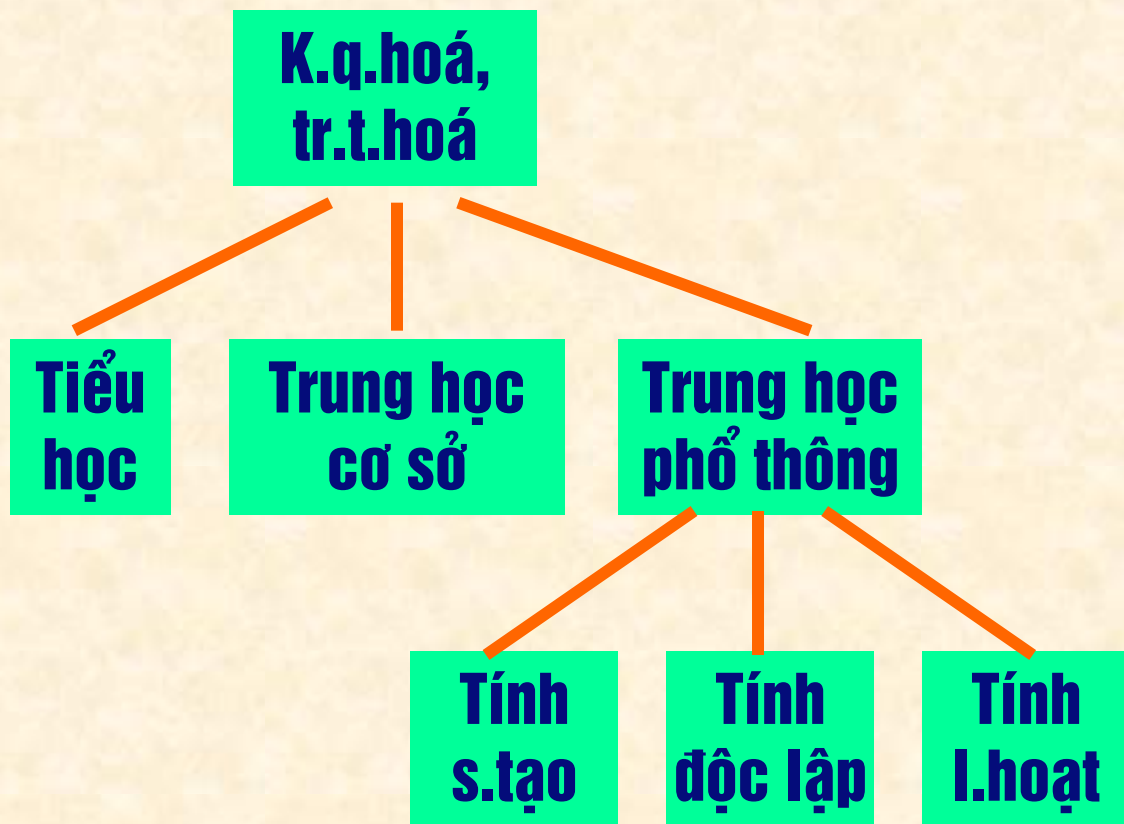 K.q.hoá,
tr.t.hoá
Tiểu
học
Trung học
cơ sở
Trung học
phổ thông
Tính
s.tạo
Tính
độc lập
Tính
l.hoạt